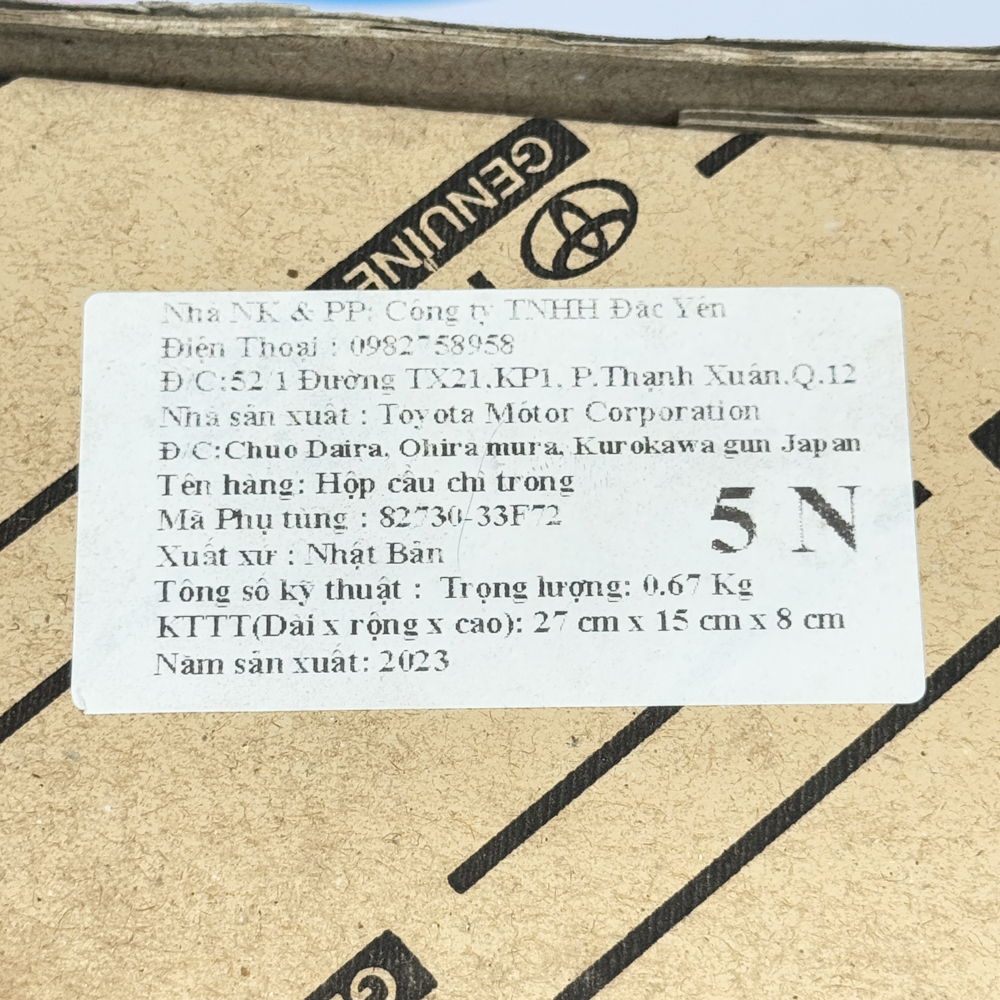 GENUINE
Nhà NK & PP: Công ty TNHH Đắc Yến
Điện Thoại : 0982758958
Đ/C:52/1 Đường TX21.KP1. P.Thạnh Xuân.Q.12
Nhà sản xuất : Toyota Mótor Corporation
Đ/C:Chuo Daira, Ohira mura, Kurokawa gun Japan
Tên hàng: Hộp cầu chì trong
Mã Phụ tùng : 82730-33F72
5 N
Xuất xứ : Nhật Bản
Tông số kỹ thuật : Trọng lượng: 0.67 Kg
KTTT(Dài x rộng x cao): 27 cm x 15 cm x 8 cm
Năm sản xuất: 2023